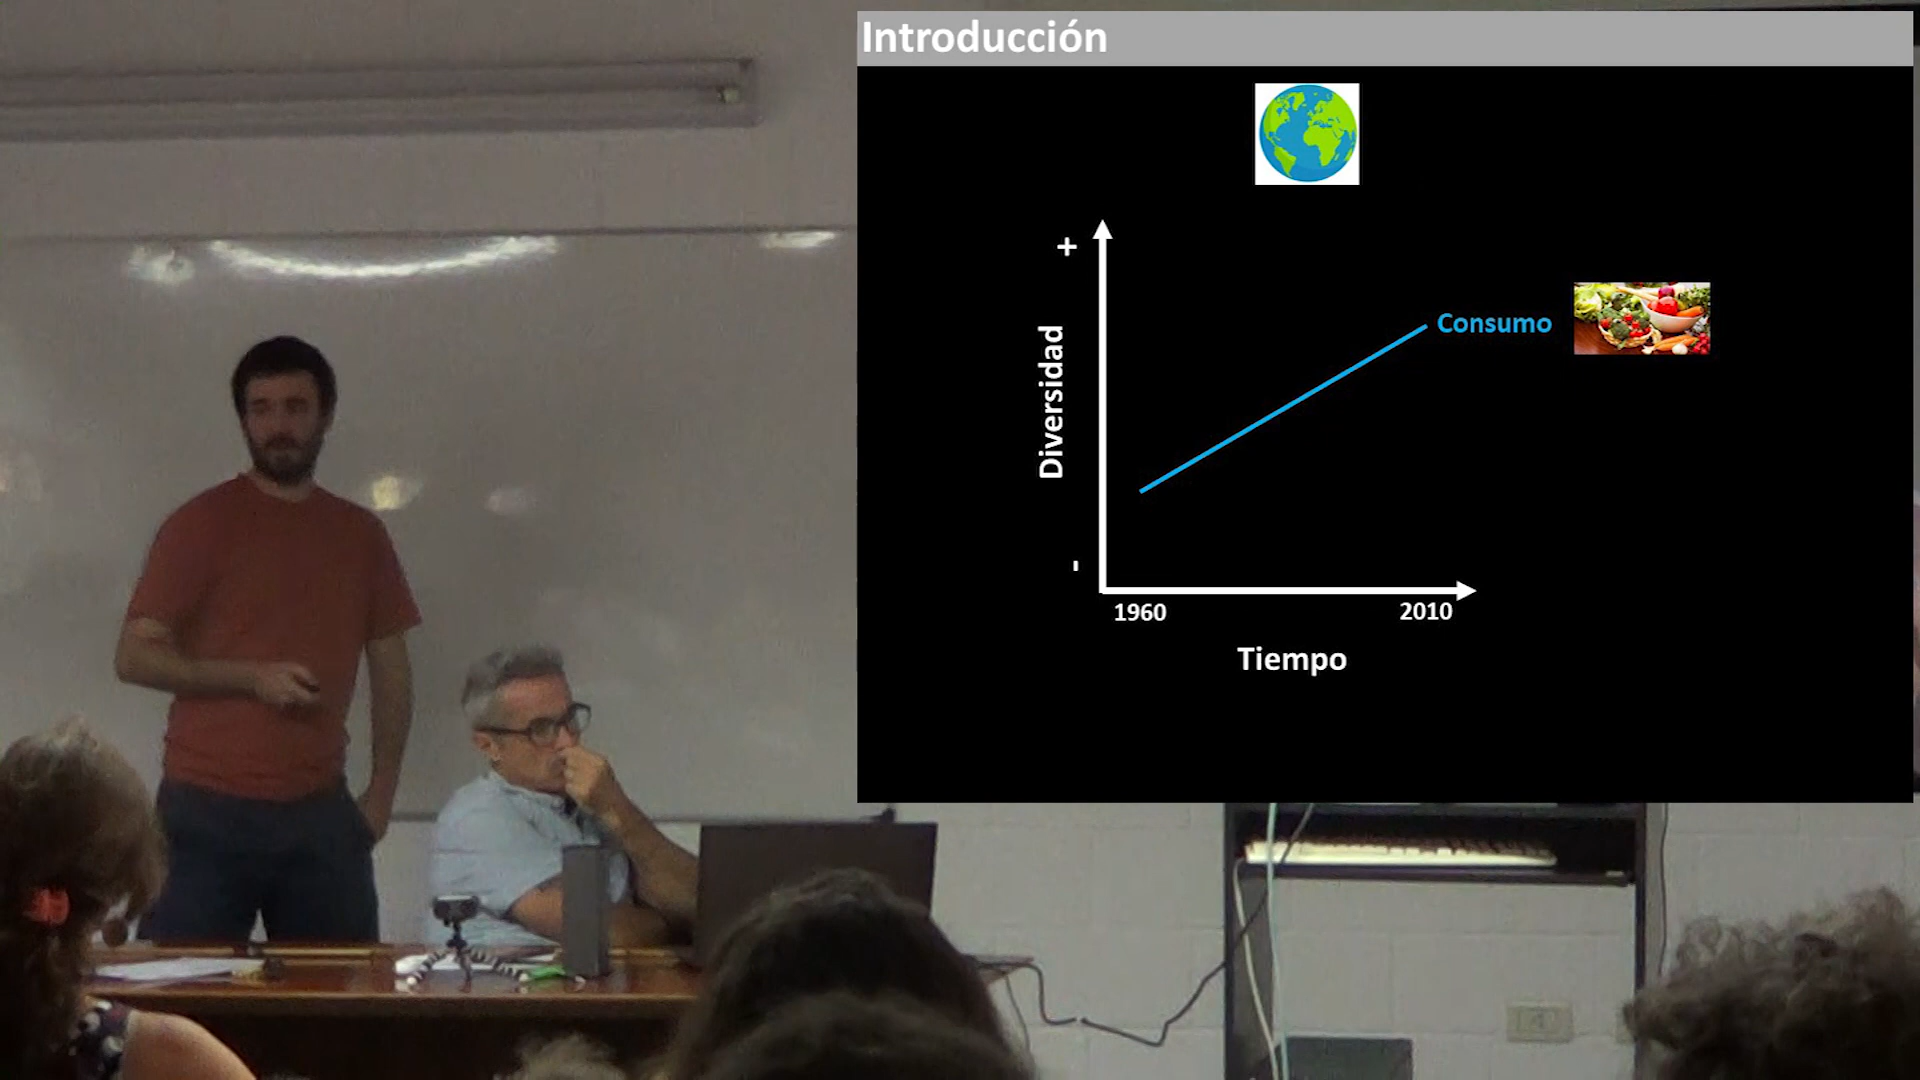 Introducción
+
Diversidad
Consumo
-
1960
2010
Tiempo